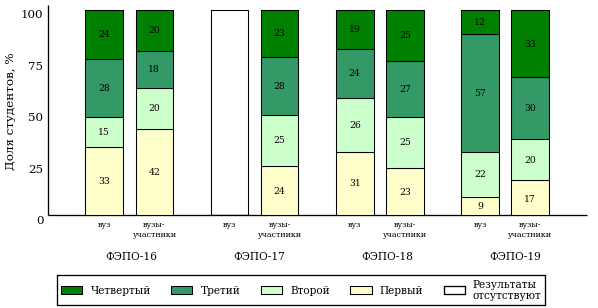 Доля студентов, %
100
75
50
25
0
24 20 23 19 25 12 33
28 18 28 24 27 57 30
15 20 25 26 25 22 20
33 42 24 31 23 9 17
вуз вузы- вуз вузы- вуз вузы- вуз вузы-
участники участники участники участники
ФЭПО-16 ФЭПО-17 ФЭПО-18 ФЭПО-19
Четвертый Третий Второй Первый Результаты
отсутствуют